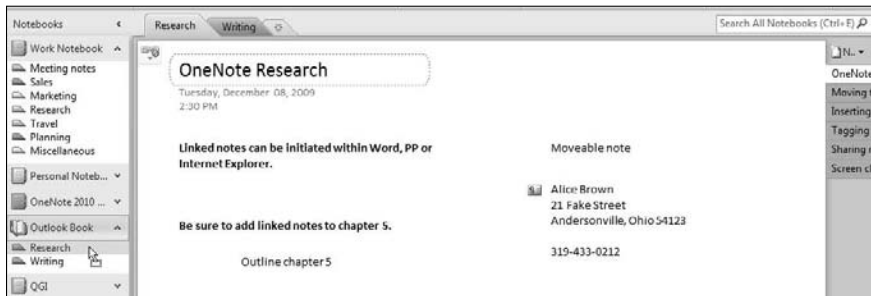 Notebooks
Research
Writing
Search All Notebooks (Ctrl+E)
Work Notebook
Meeting notes
Sales
Marketing
Research
Travel
Planning
Miscellaneous
Personal Noteb...
OneNote 2010 ...
Outlook Book
Research
Writing
QGI
OneNote Research
Tuesday, December 08, 2009
2:30 PM
Linked notes can be initiated within Word, PP or
Internet Explorer.
Be sure to add linked notes to chapter 5.
Outline chapter 5
Moveable note
Alice Brown
21 Fake Street
Andersonville, Ohio 54123
319-433-0212
N..
OneNote
Moving
Inserting
Tagging
Sharing
Screen